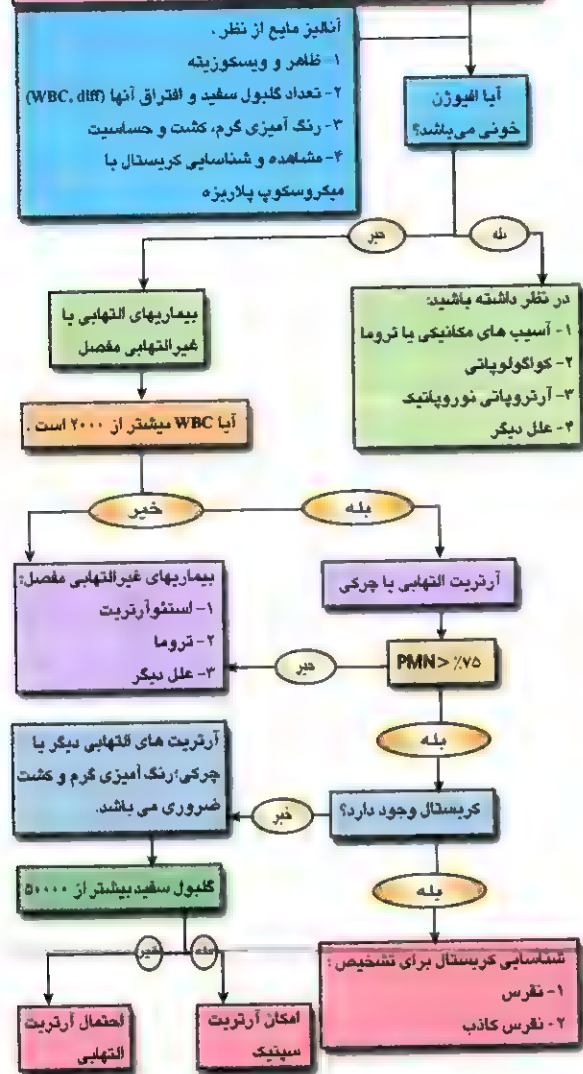 آنالیز مایع از نظر .
۱- ظاهر و ویسکوزیته
۲- تعداد گلبول سفید و افتراق آنها (WBC, diff)
۳- رنگ آمیزی گرم، کشت و حساسیت
۴- مشاهده و شناسایی کریستال با
میکروسکوپ پلاریزه
آیا افیوژن
خونی می‌باشد؟
خیر
بله
بیماریهای التهابی یا
غیرالتهابی مفصل
در نظر داشته باشید:
۱- آسیب های مکانیکی یا تروما
۲- کواگولوپاتی
۳- آرتروپاتی نوروپاتیک
۴- علل دیگر
آیا WBC بیشتر از ۲۰۰۰ است .
خیر
بله
بیماریهای غیرالتهابی مفصل:
۱- استئوآرتریت
۲- تروما
۳- علل دیگر
آرتریت التهابی یا چرکی
خیر
PMN > %۷۵
بله
آرتریت های التهابی دیگر یا
چرکی؛رنگ آمیزی گرم و کشت
ضروری می باشد.
خیر
کریستال وجود دارد؟
بله
گلبول سفید بیشتر از ۵۰۰۰۰
خیر
بله
احتمال آرتریت
التهابی
امکان آرتریت
سپتیک
شناسایی کریستال برای تشخیص :
۱- نقرس
۲- نقرس کاذب